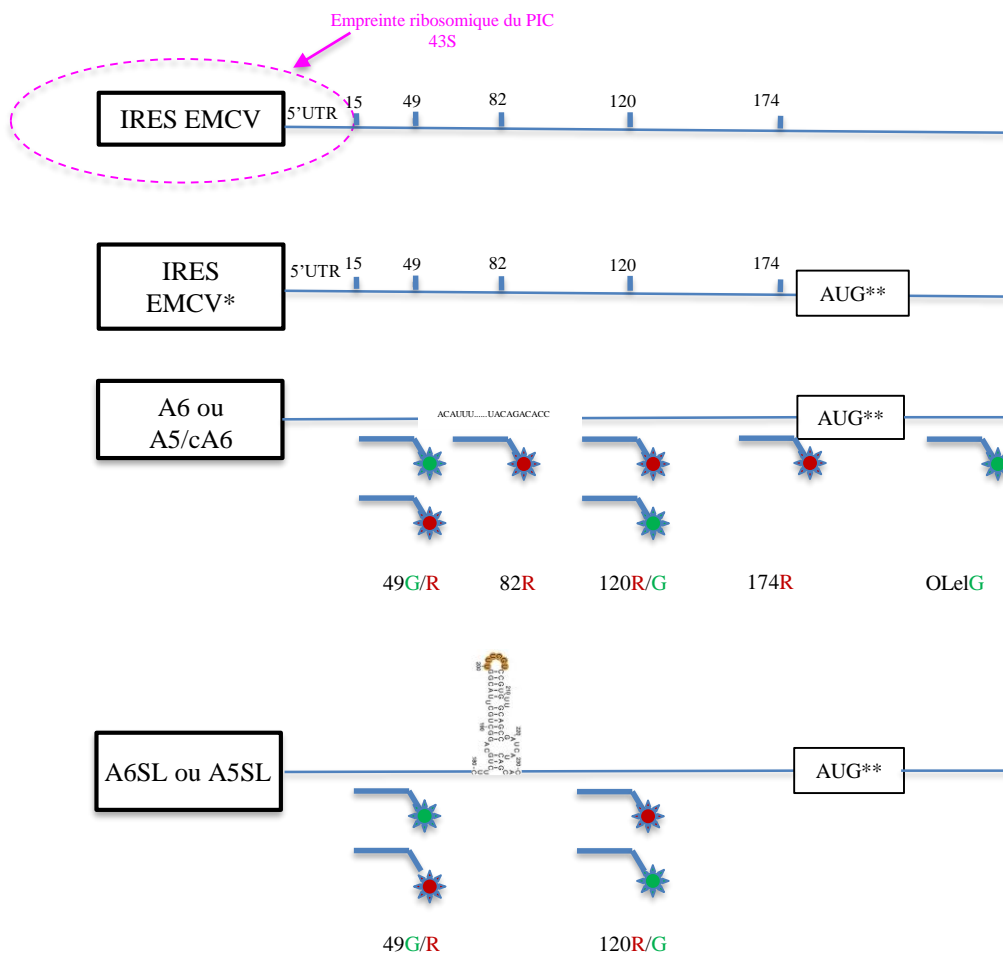 Empreinte ribosomique du PIC
43S
IRES EMCV
5'UTR
15
49
82
120
174
IRES
EMCV*
5'UTR
15
49
82
120
174
AUG**
A6 ou
A5/cA6
ACAUUU......UACAGACACC
AUG**
49G/R
82R
120R/G
174R
OLelG
A6SL ou A5SL
AUG**
49G/R
120R/G